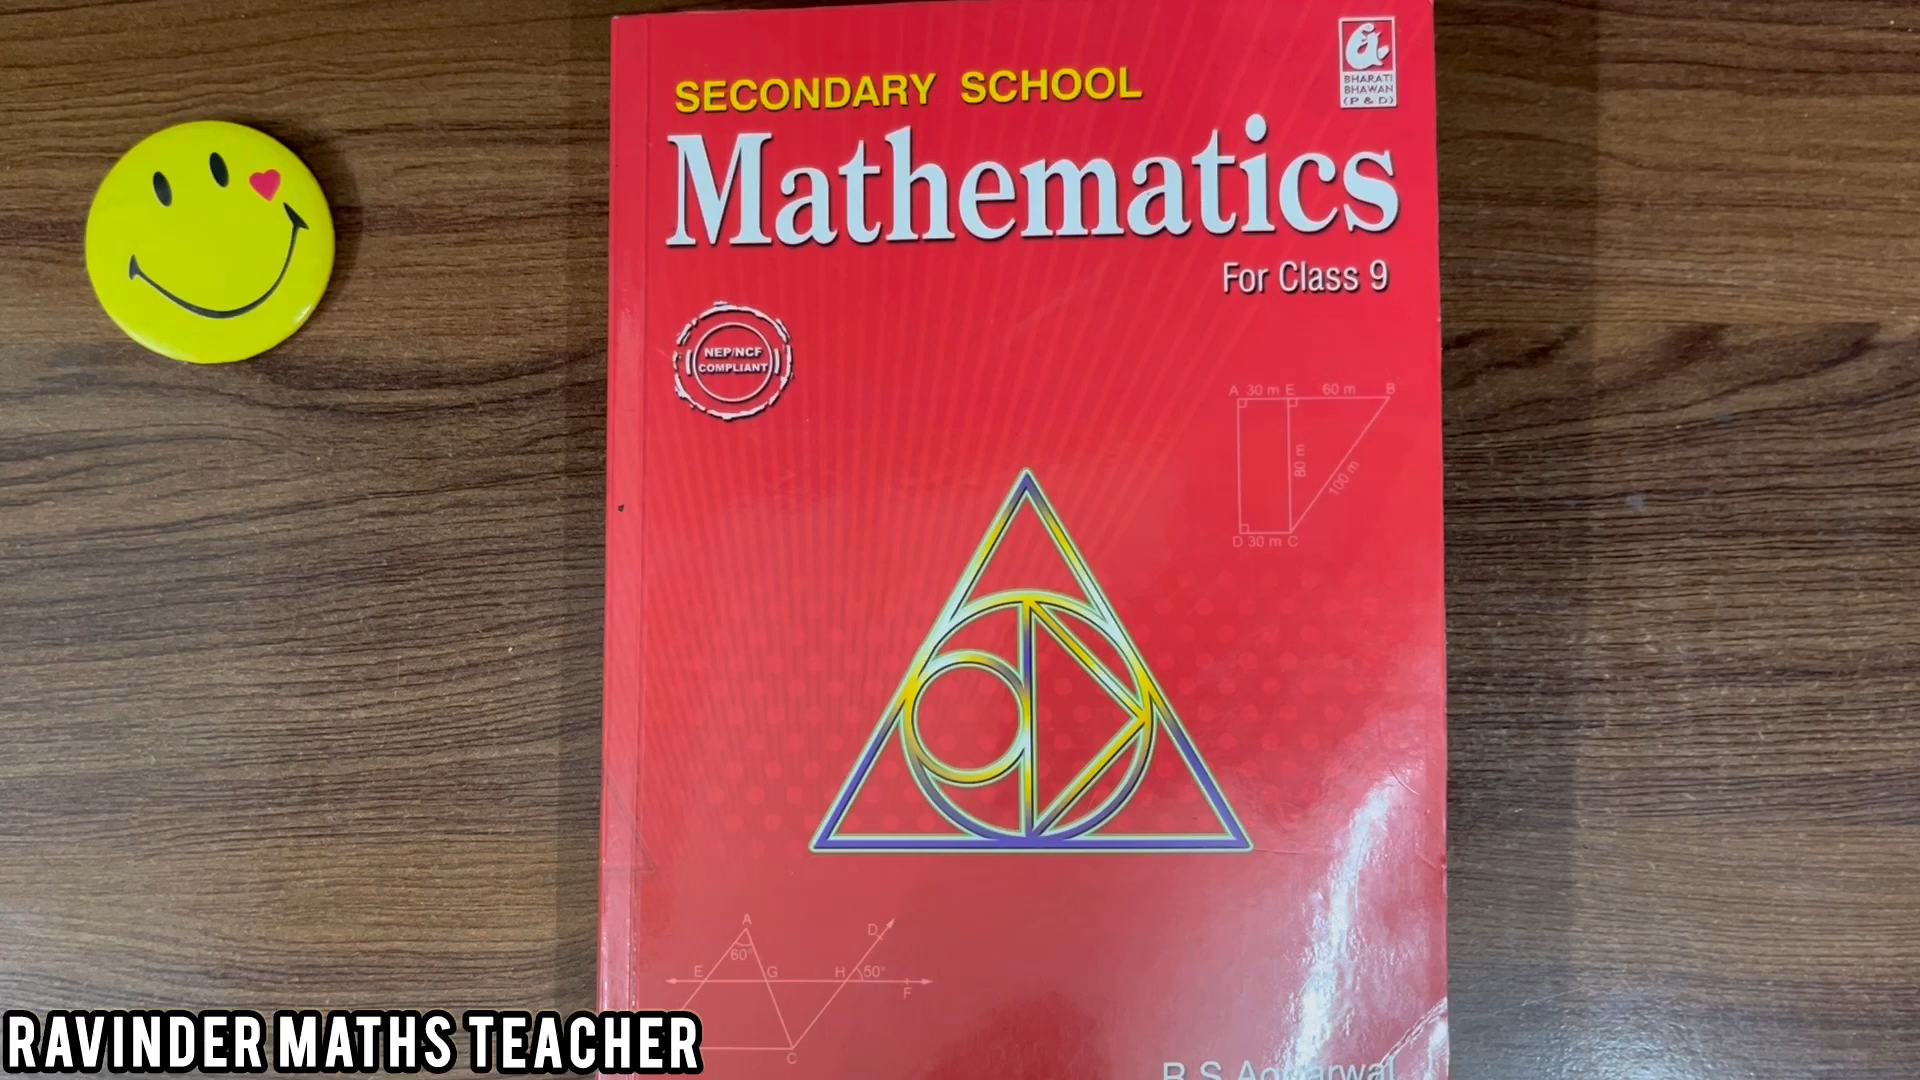 SECONDARY SCHOOL
Mathematics
For Class 9
BHARATI
BHAWAN
(P & D)
NEP/NCF
COMPLIANT
A 30 m E 60 m B
80 m
100 m
D 30 m C
A
60°
D
E G H 50°
F
C
R S Aggarwal
RAVINDER MATHS TEACHER